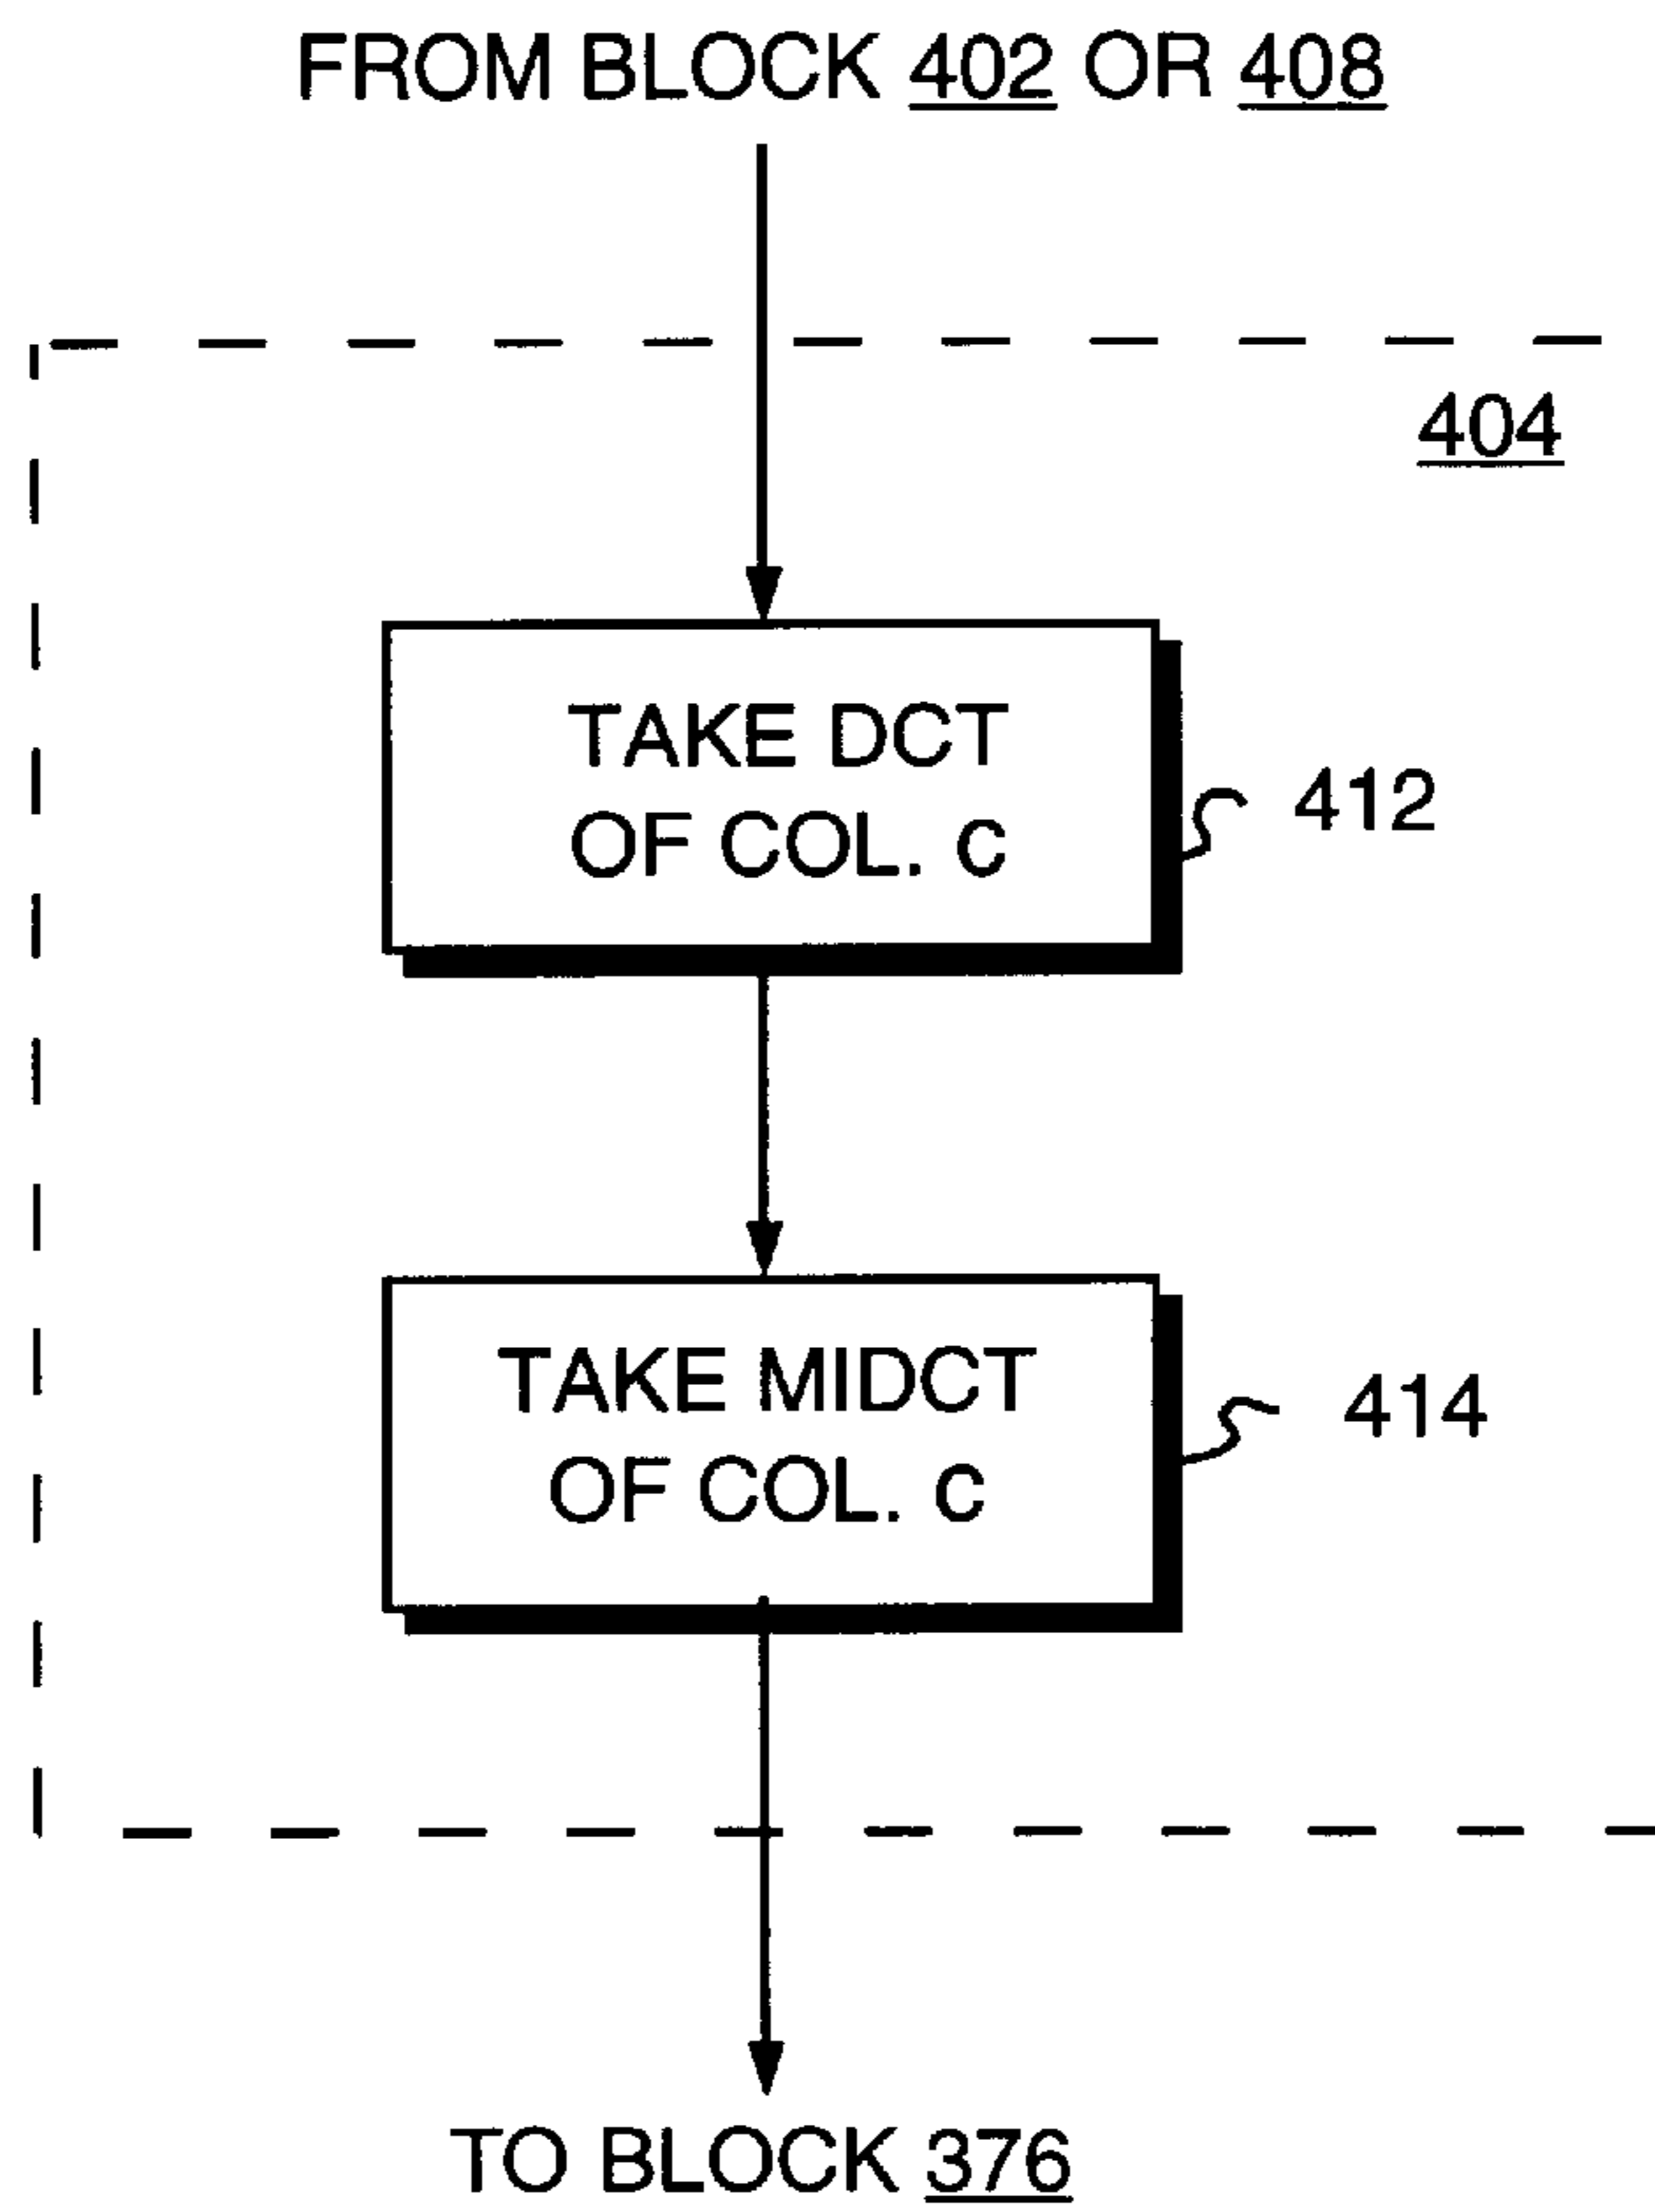 FROM BLOCK 402 OR 408
404
TAKE DCT
OF COL. C
412
TAKE MIDCT
OF COL. C
414
TO BLOCK 376